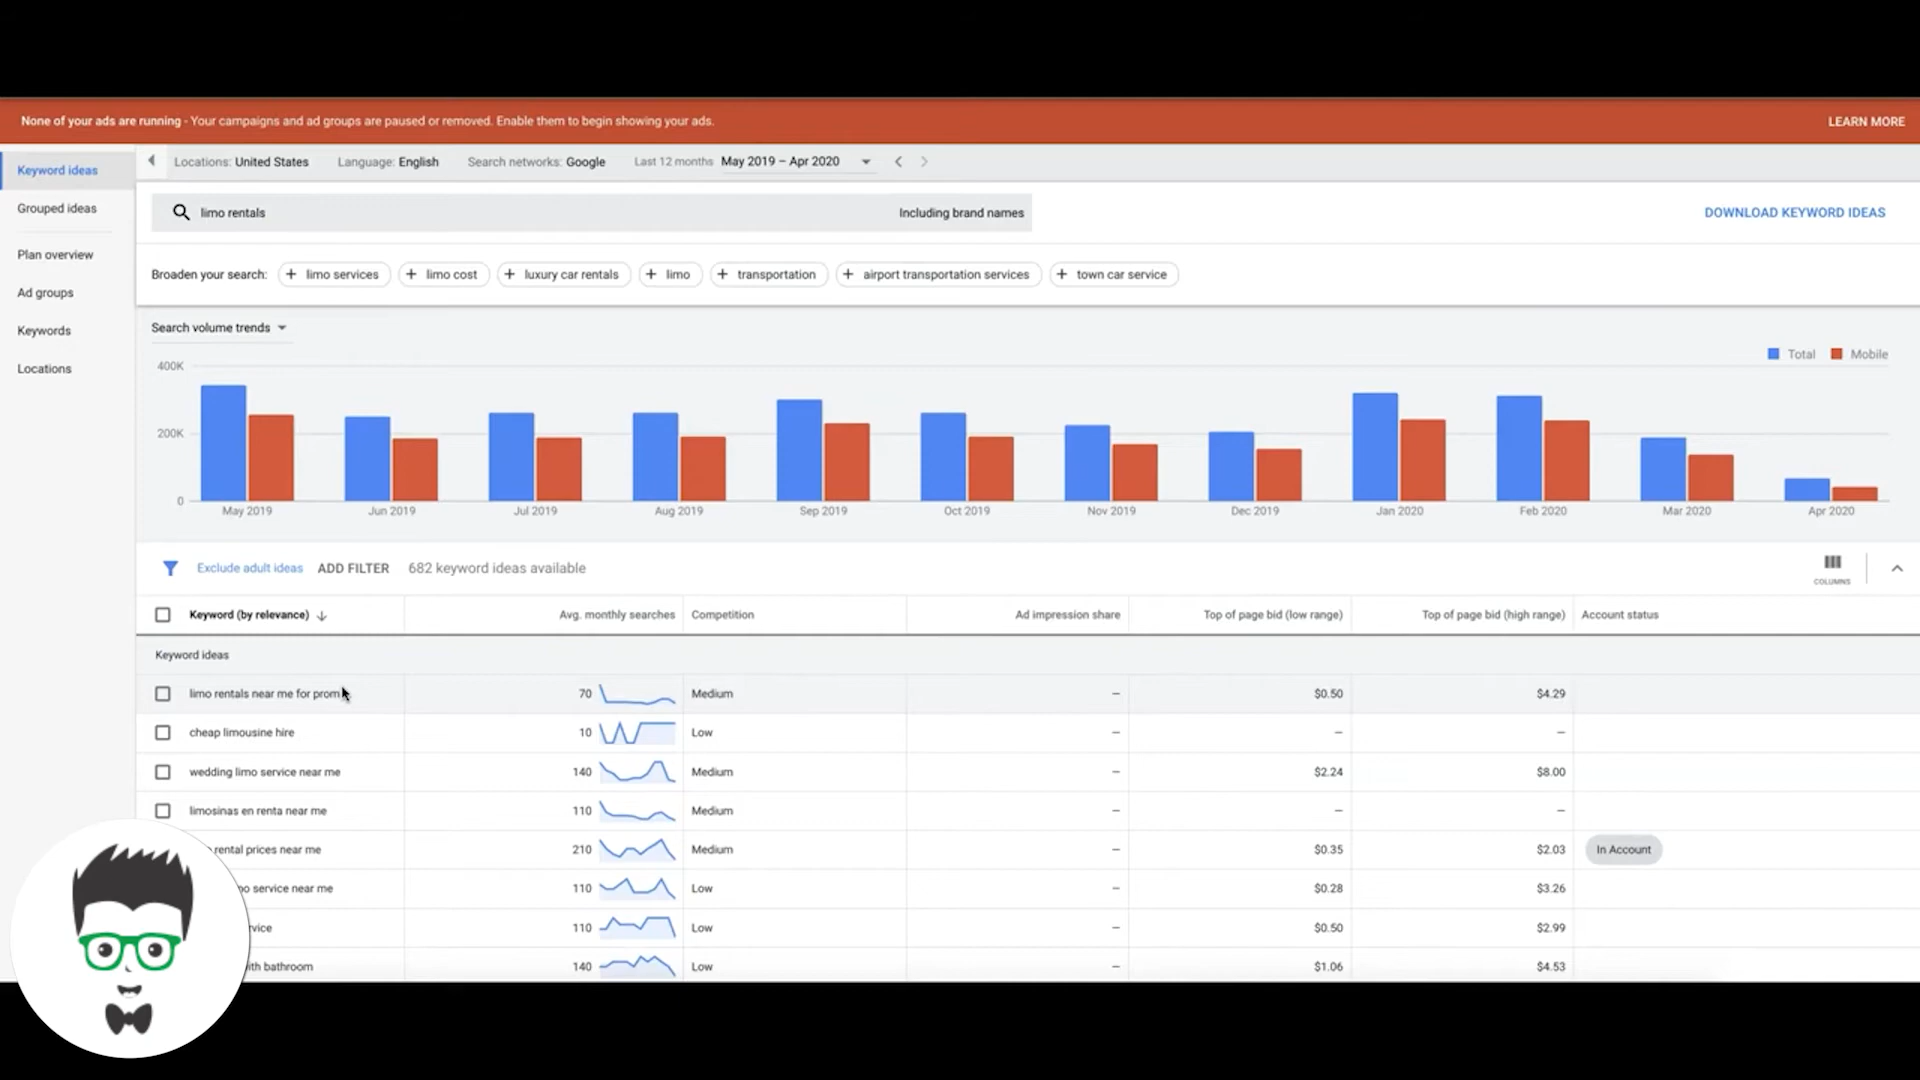 None of your ads are running - Your campaigns and ad groups are paused or removed. Enable them to begin showing your ads. LEARN MORE
Keyword ideas
Grouped ideas
Plan overview
Ad groups
Keywords
Locations
Locations: United States Language: English Search networks: Google Last 12 months May 2019 – Apr 2020
limo rentals Including brand names DOWNLOAD KEYWORD IDEAS
Broaden your search: + limo services + limo cost + luxury car rentals + limo + transportation + airport transportation services + town car service
Search volume trends
Total Mobile
400K
200K
0
May 2019 Jun 2019 Jul 2019 Aug 2019 Sep 2019 Oct 2019 Nov 2019 Dec 2019 Jan 2020 Feb 2020 Mar 2020 Apr 2020
Exclude adult ideas ADD FILTER 682 keyword ideas available COLUMNS
Keyword (by relevance) Avg. monthly searches Competition Ad impression share Top of page bid (low range) Top of page bid (high range) Account status
Keyword ideas
limo rentals near me for prom 70 Medium – $0.50 $4.29
cheap limousine hire 10 Low – – –
wedding limo service near me 140 Medium – $2.24 $8.00
limosinas en renta near me 110 Medium – – –
rental prices near me 210 Medium – $0.35 $2.03 In Account
service near me 110 Low – $0.28 $3.26
110 Low – $0.50 $2.99
bathroom 140 Low – $1.06 $4.53